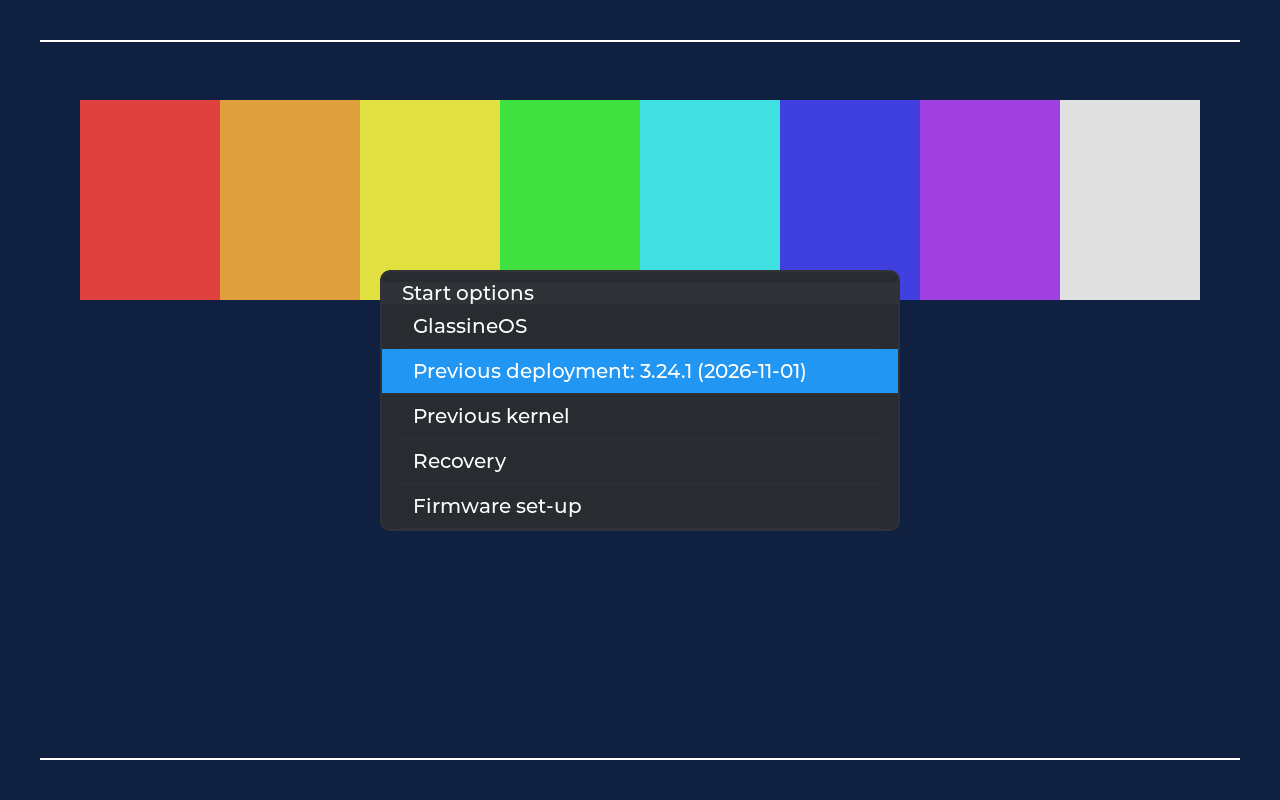 Start options
GlassineOS
Previous deployment: 3.24.1 (2026-11-01)
Previous kernel
Recovery
Firmware set-up